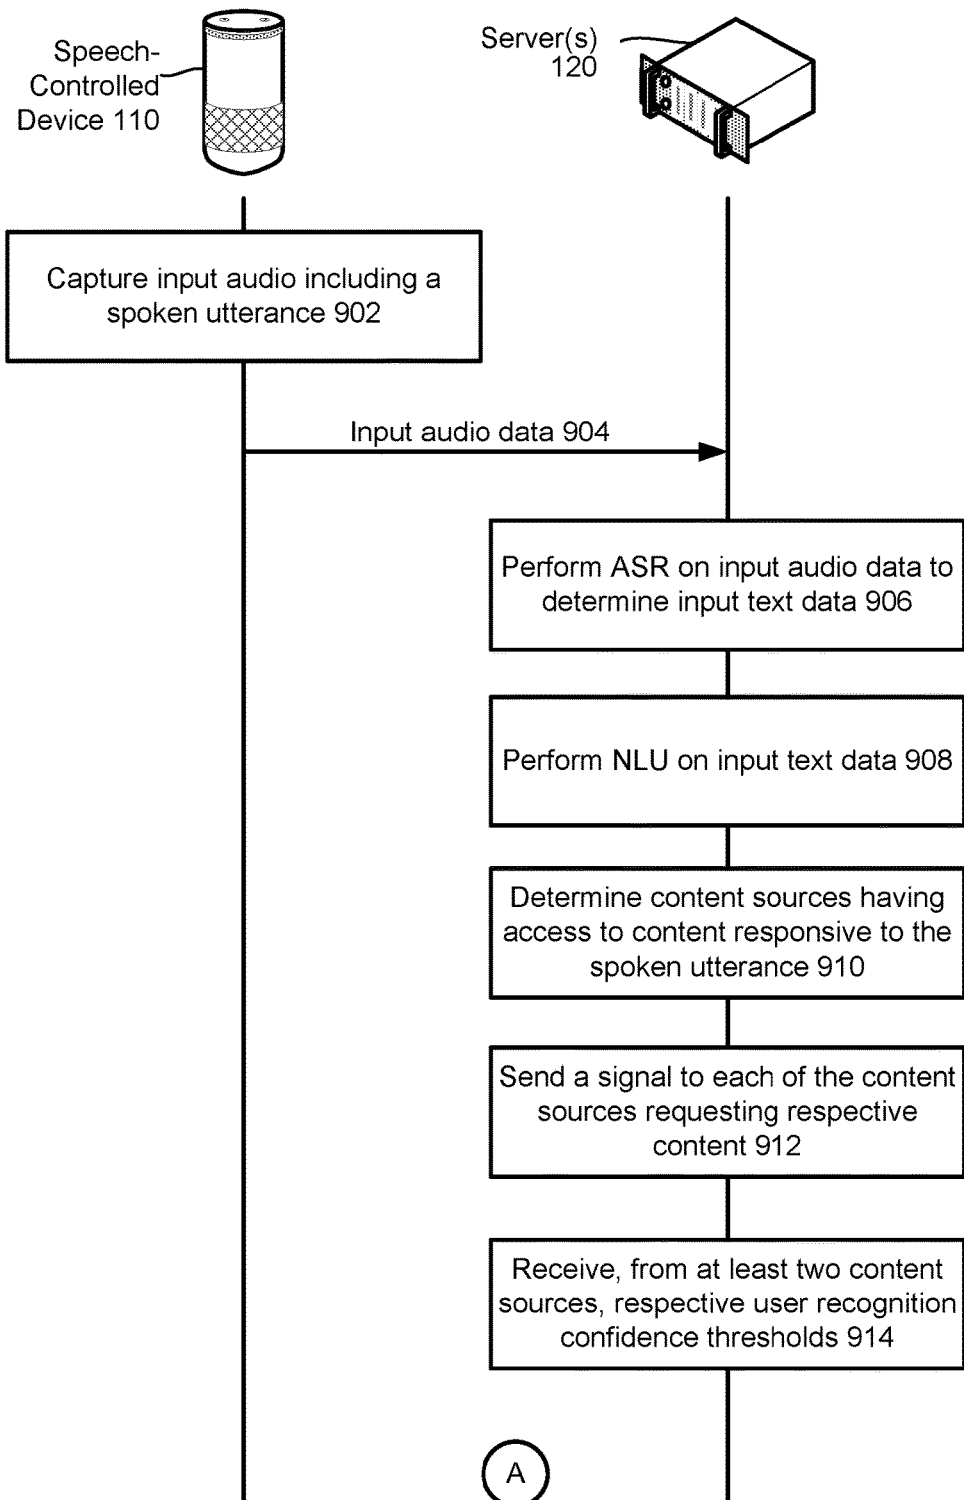 Speech-
Controlled
Device 110
Server(s)
120
Capture input audio including a
spoken utterance 902
Input audio data 904
Perform ASR on input audio data to
determine input text data 906
Perform NLU on input text data 908
Determine content sources having
access to content responsive to the
spoken utterance 910
Send a signal to each of the content
sources requesting respective
content 912
Receive, from at least two content
sources, respective user recognition
confidence thresholds 914
A